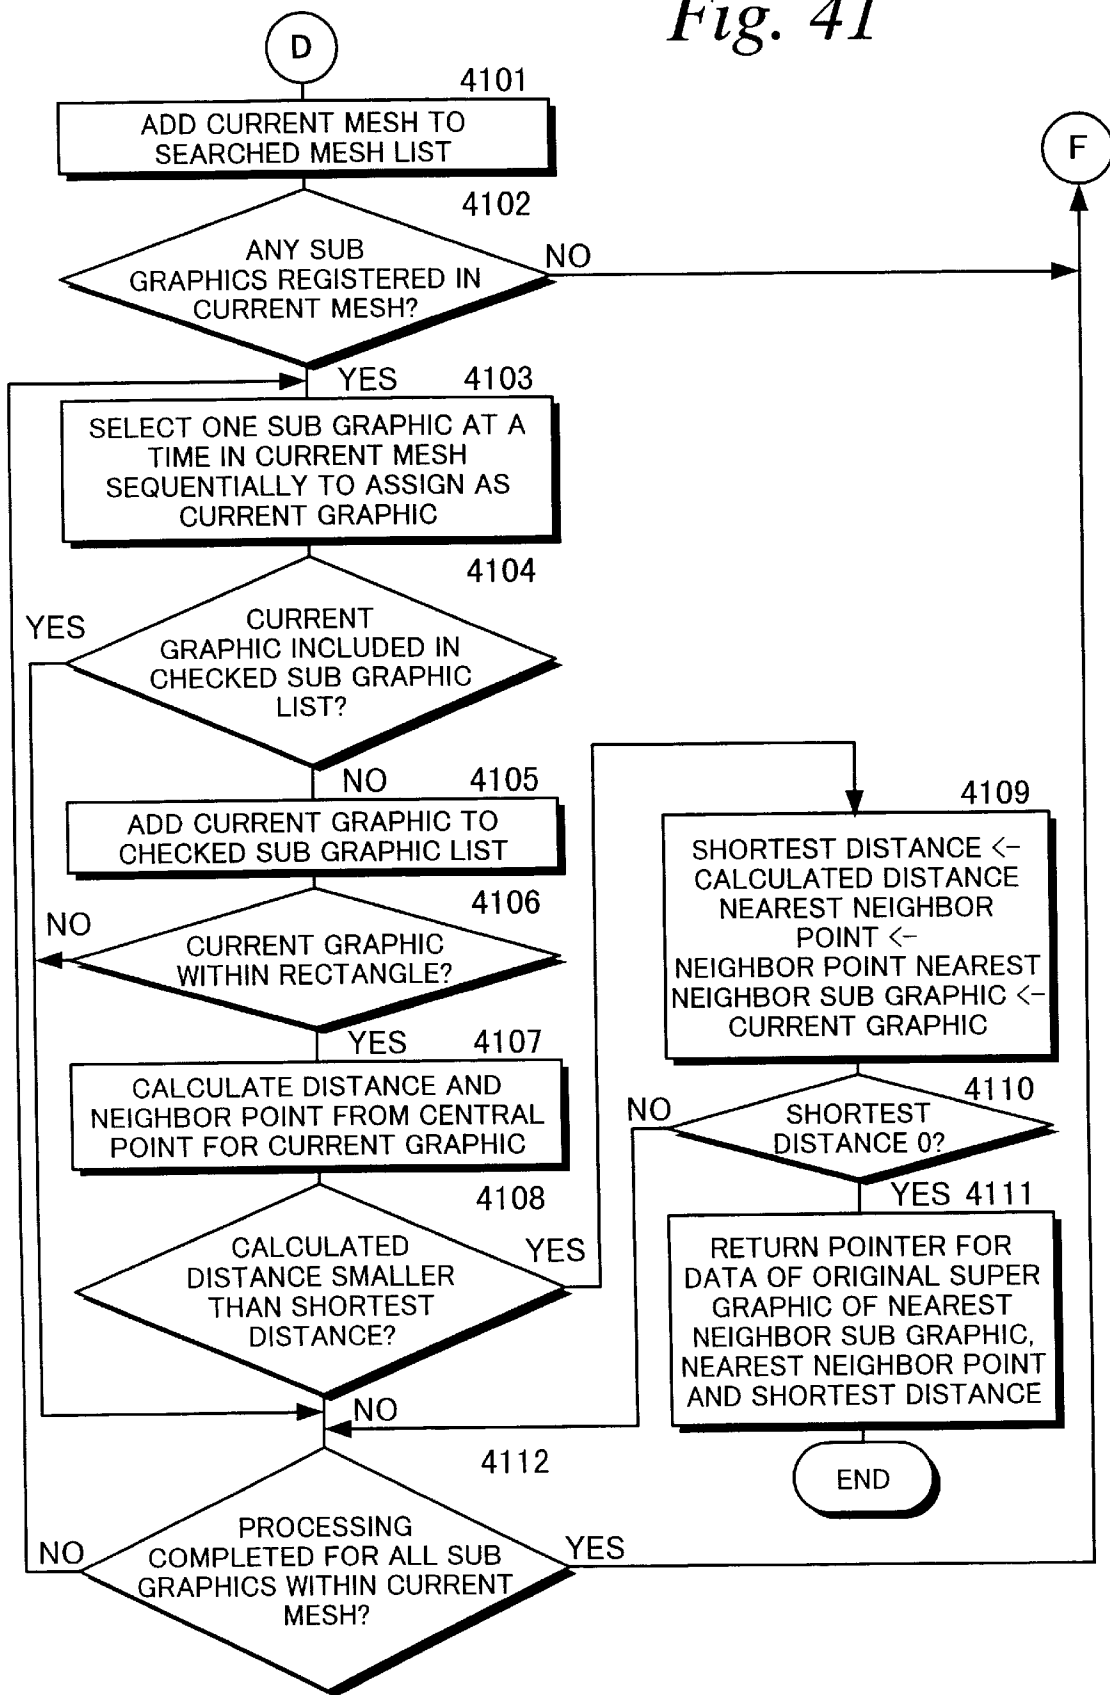 Fig. 41
D
4101
ADD CURRENT MESH TO
SEARCHED MESH LIST
F
4102
ANY SUB
GRAPHICS REGISTERED IN
CURRENT MESH?
NO
YES
4103
SELECT ONE SUB GRAPHIC AT A
TIME IN CURRENT MESH
SEQUENTIALLY TO ASSIGN AS
CURRENT GRAPHIC
4104
YES
CURRENT
GRAPHIC INCLUDED IN
CHECKED SUB GRAPHIC
LIST?
NO
4105
ADD CURRENT GRAPHIC TO
CHECKED SUB GRAPHIC LIST
4106
NO
CURRENT GRAPHIC
WITHIN RECTANGLE?
YES
4107
CALCULATE DISTANCE AND
NEIGHBOR POINT FROM CENTRAL
POINT FOR CURRENT GRAPHIC
4108
CALCULATED
DISTANCE SMALLER
THAN SHORTEST
DISTANCE?
YES
NO
4109
SHORTEST DISTANCE <-
CALCULATED DISTANCE
NEAREST NEIGHBOR
POINT <-
NEIGHBOR POINT NEAREST
NEIGHBOR SUB GRAPHIC <-
CURRENT GRAPHIC
4110
NO
SHORTEST
DISTANCE 0?
YES
4111
RETURN POINTER FOR
DATA OF ORIGINAL SUPER
GRAPHIC OF NEAREST
NEIGHBOR SUB GRAPHIC,
NEAREST NEIGHBOR POINT
AND SHORTEST DISTANCE
END
4112
NO
PROCESSING
COMPLETED FOR ALL SUB
GRAPHICS WITHIN CURRENT
MESH?
YES